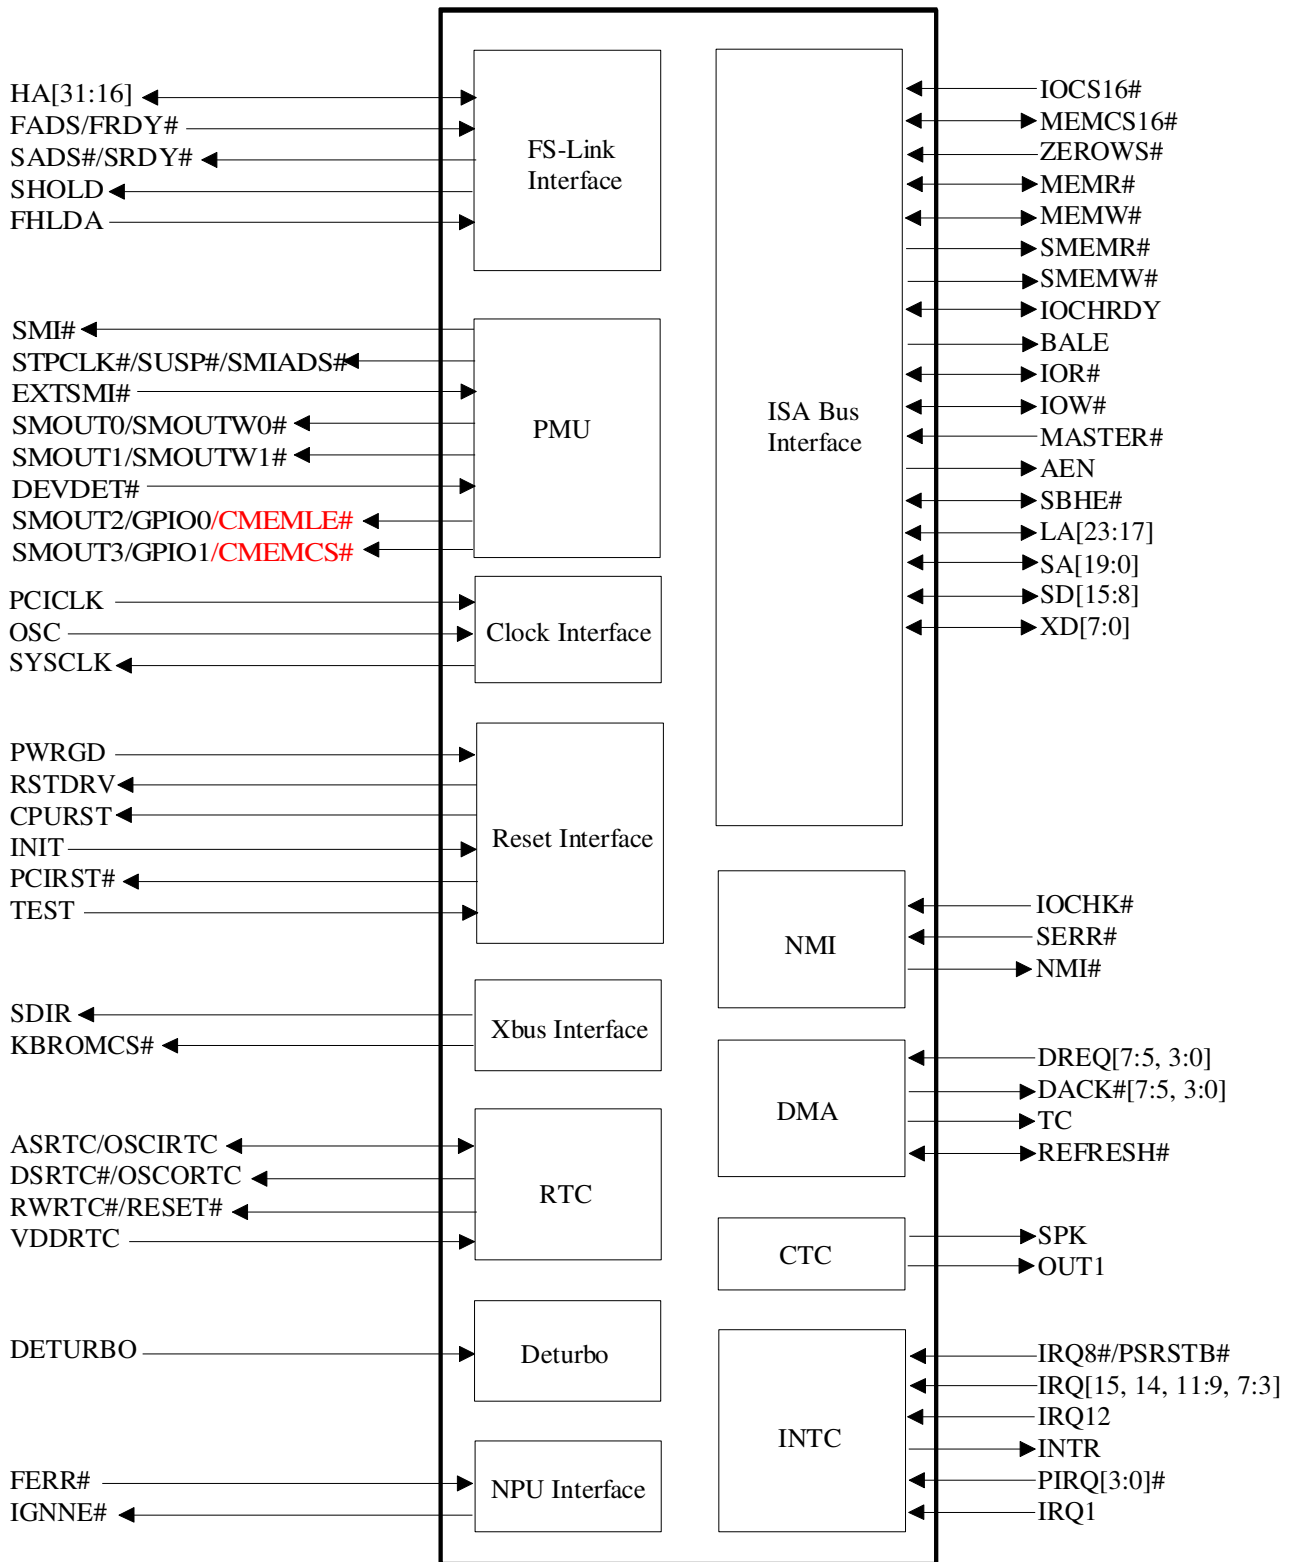 HA[31:16]
FADS/FRDY#
SADS#/SRDY#
SHOLD
FHLDA
FS-Link
Interface
SMI#
STPCLK#/SUSP#/SMIADS#
EXTSMI#
SMOUT0/SMOUTW0#
SMOUT1/SMOUTW1#
DEVDET#
SMOUT2/GPIO0/CMEMLE#
SMOUT3/GPIO1/CMEMCS#
PMU
PCICLK
OSC
SYSCLK
Clock Interface
PWRGD
RSTDRV
CPURST
INIT
PCIRST#
TEST
Reset Interface
SDIR
KBROMCS#
Xbus Interface
ASRTC/OSCIRTC
DSRTC#/OSCORTC
RWRTC#/RESET#
VDDRTC
RTC
DETURBO
Deturbo
FERR#
IGNNE#
NPU Interface
ISA Bus
Interface
IOCS16#
MEMCS16#
ZEROWS#
MEMR#
MEMW#
SMEMR#
SMEMW#
IOCHRDY
BALE
IOR#
IOW#
MASTER#
AEN
SBHE#
LA[23:17]
SA[19:0]
SD[15:8]
XD[7:0]
NMI
IOCHK#
SERR#
NMI#
DMA
DREQ[7:5, 3:0]
DACK#[7:5, 3:0]
TC
REFRESH#
CTC
SPK
OUT1
INTC
IRQ8#/PSRSTB#
IRQ[15, 14, 11:9, 7:3]
IRQ12
INTR
PIRQ[3:0]#
IRQ1